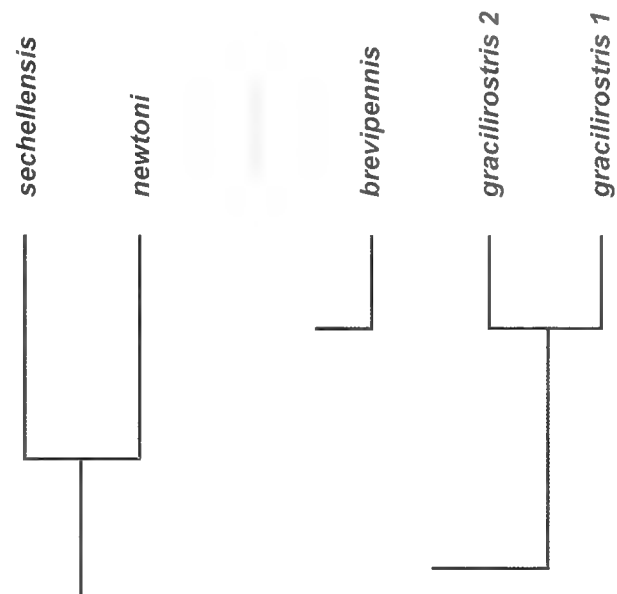 sechellensis
newtoni
brevipennis
gracilirostris 2
gracilirostris 1